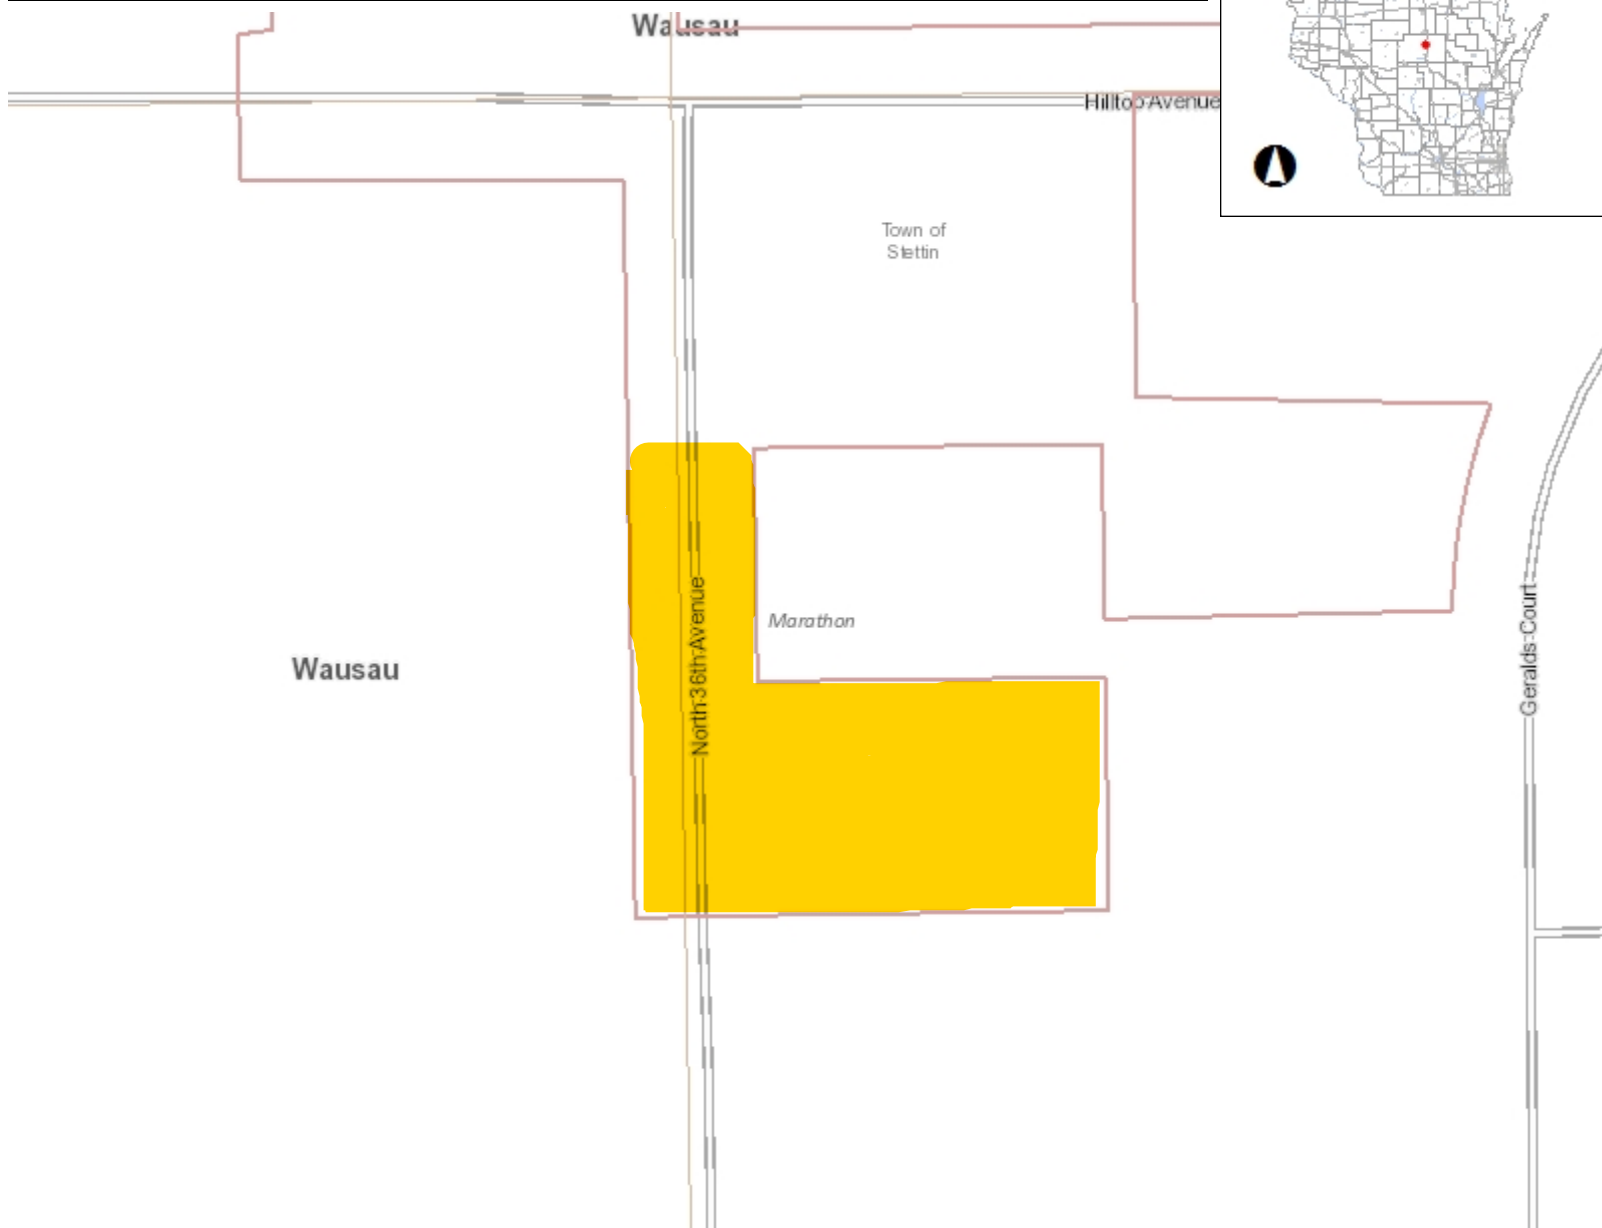 Wausau
Hilltop Avenue
Town of
Stettin
Marathon
North 36th Avenue
Wausau
Geralds Court